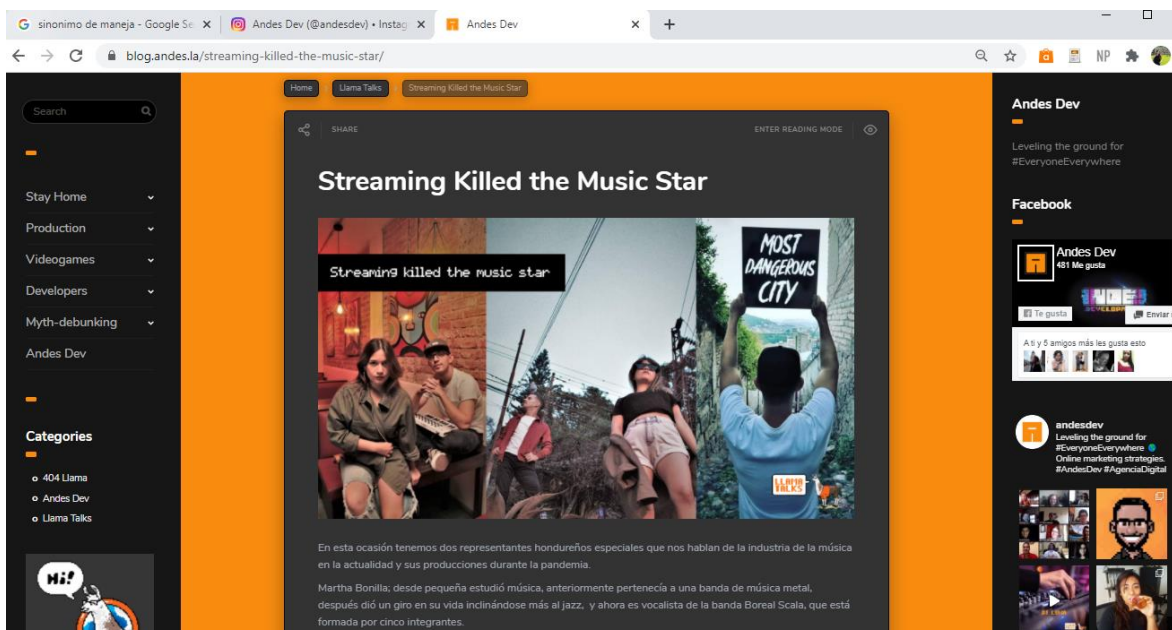 sinonimo de maneja - Google Se
Andes Dev (@andesdev) • Instag
Andes Dev
blog.andes.la/streaming-killed-the-music-star/
NP
Search
Stay Home
Production
Videogames
Developers
Myth-debunking
Andes Dev
Categories
404 Llama
Andes Dev
Llama Talks
Hi!
Home
Llama Talks
Streaming Killed the Music Star
SHARE
ENTER READING MODE
Streaming Killed the Music Star
Streaming killed the music star
MOST
DANGEROUS
CITY
LLAMA
TALKS
En esta ocasión tenemos dos representantes hondureños especiales que nos hablan de la industria de la música
en la actualidad y sus producciones durante la pandemia.
Martha Bonilla; desde pequeña estudió música, anteriormente pertenecía a una banda de música metal,
después dió un giro en su vida inclinándose más al jazz, y ahora es vocalista de la banda Boreal Scala, que está
formada por cinco integrantes.
Andes Dev
Leveling the ground for
#EveryoneEverywhere
Facebook
Andes Dev
481 Me gusta
Te gusta
Enviar
A ti y 5 amigos más les gusta esto
andesdev
Leveling the ground for
#EveryoneEverywhere
Online marketing strategies.
#AndesDev #AgenciaDigital